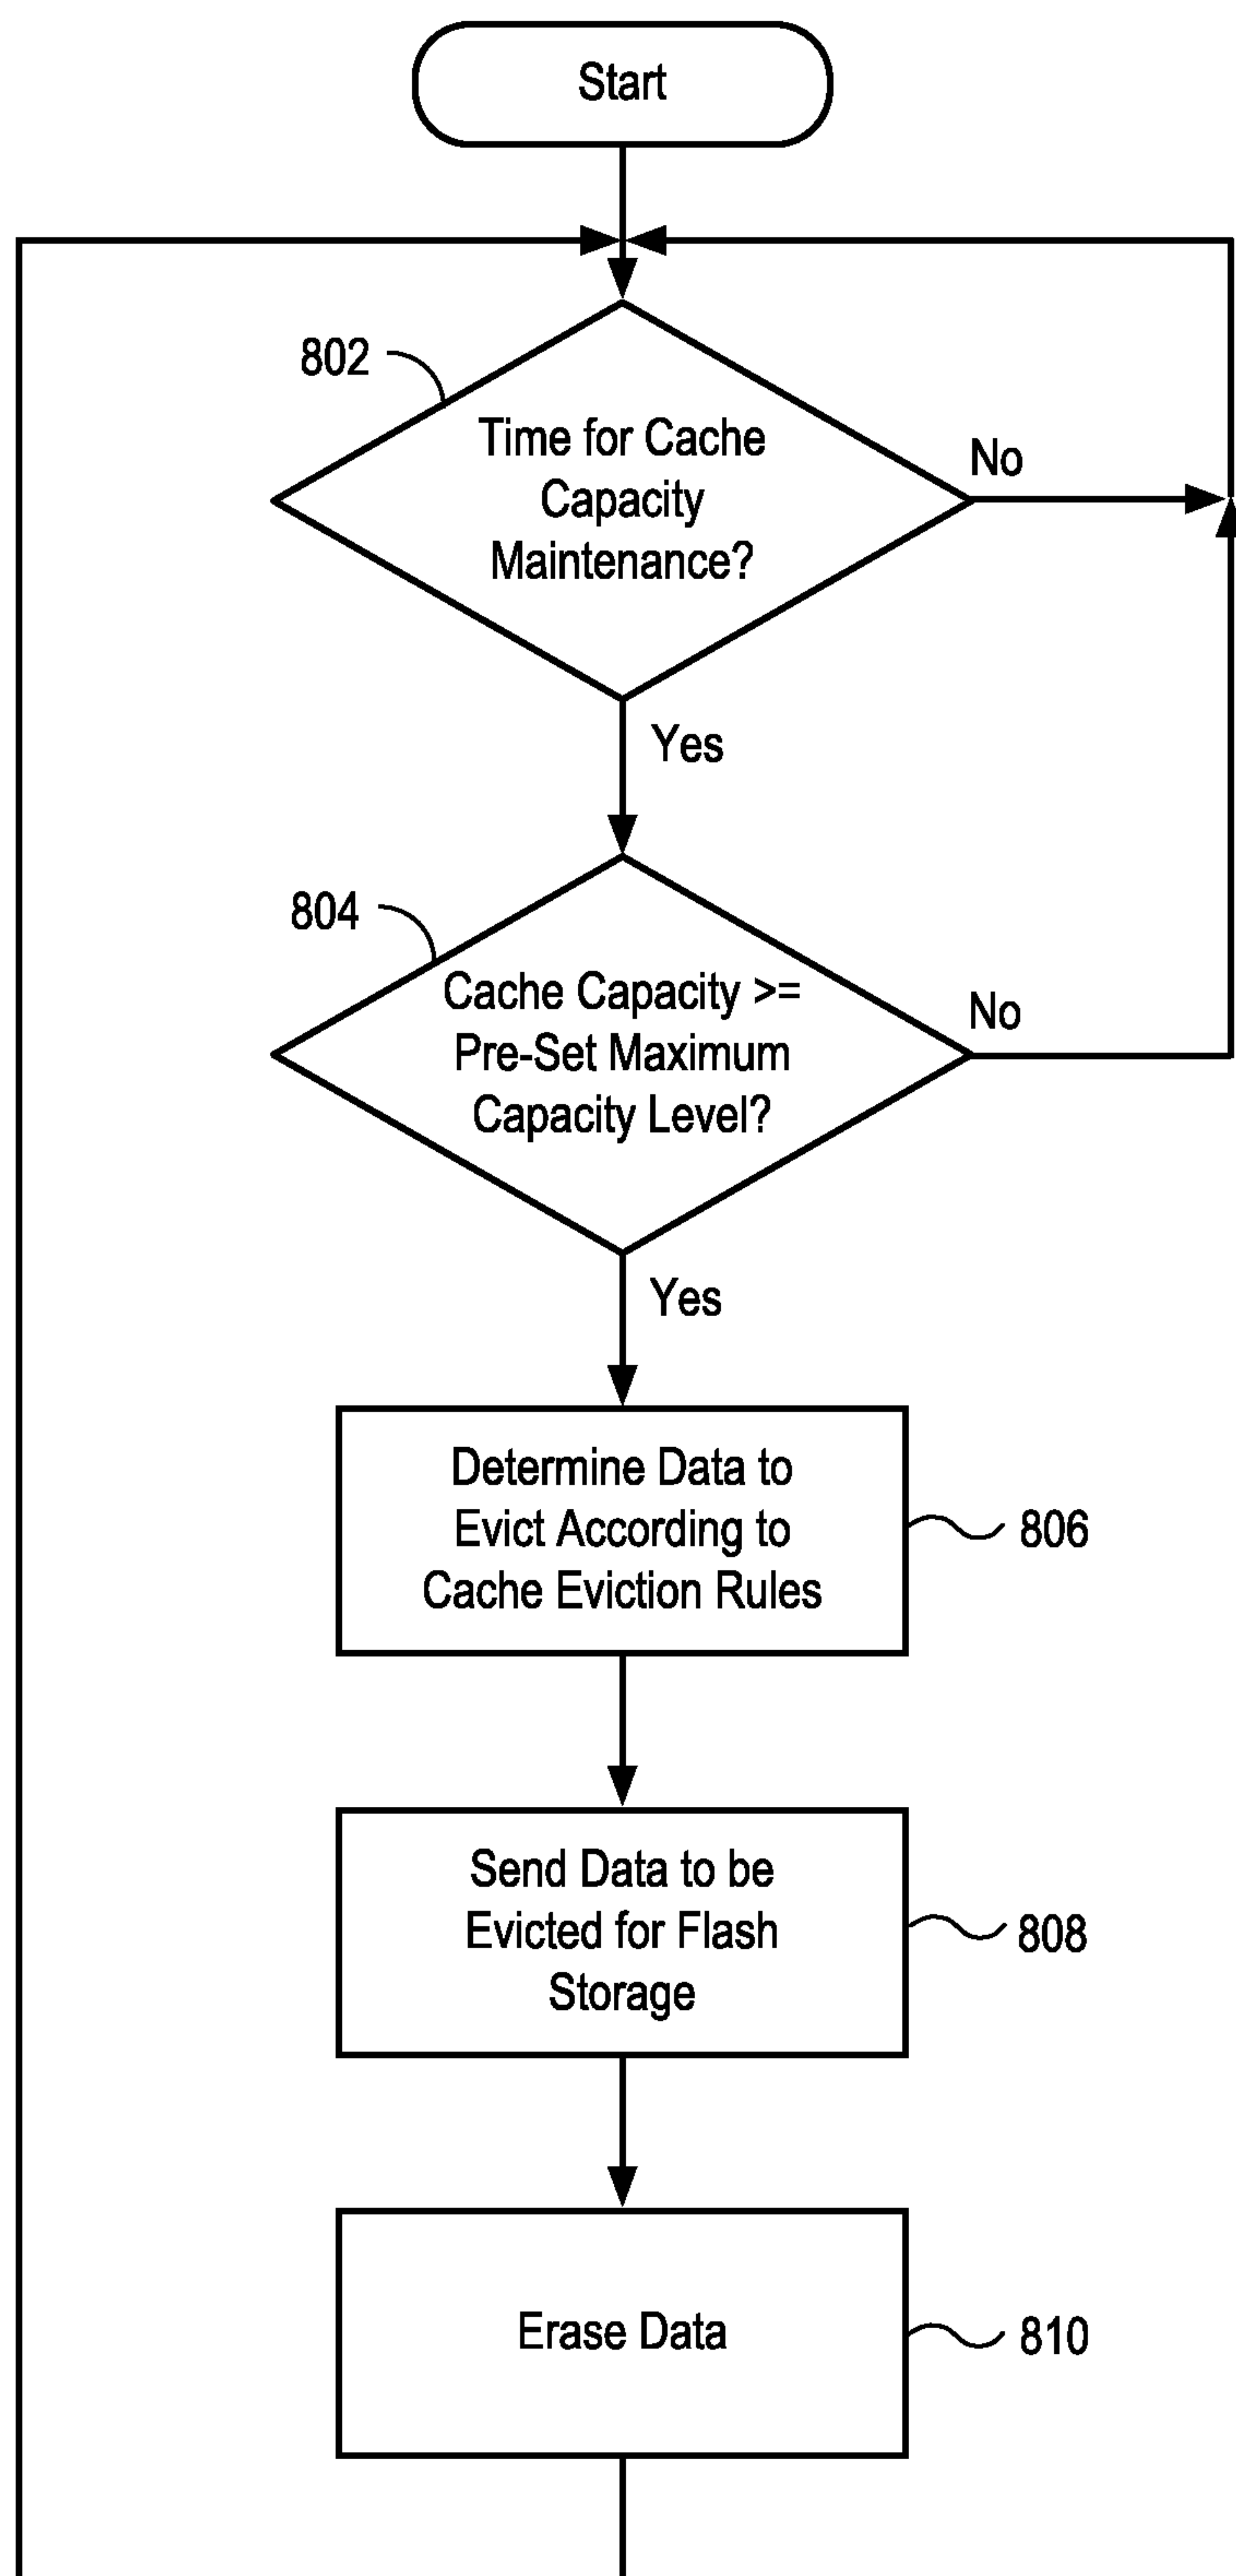 Start
802
Time for Cache
Capacity
Maintenance?
No
Yes
804
Cache Capacity >=
Pre-Set Maximum
Capacity Level?
No
Yes
Determine Data to
Evict According to
Cache Eviction Rules
806
Send Data to be
Evicted for Flash
Storage
808
Erase Data
810